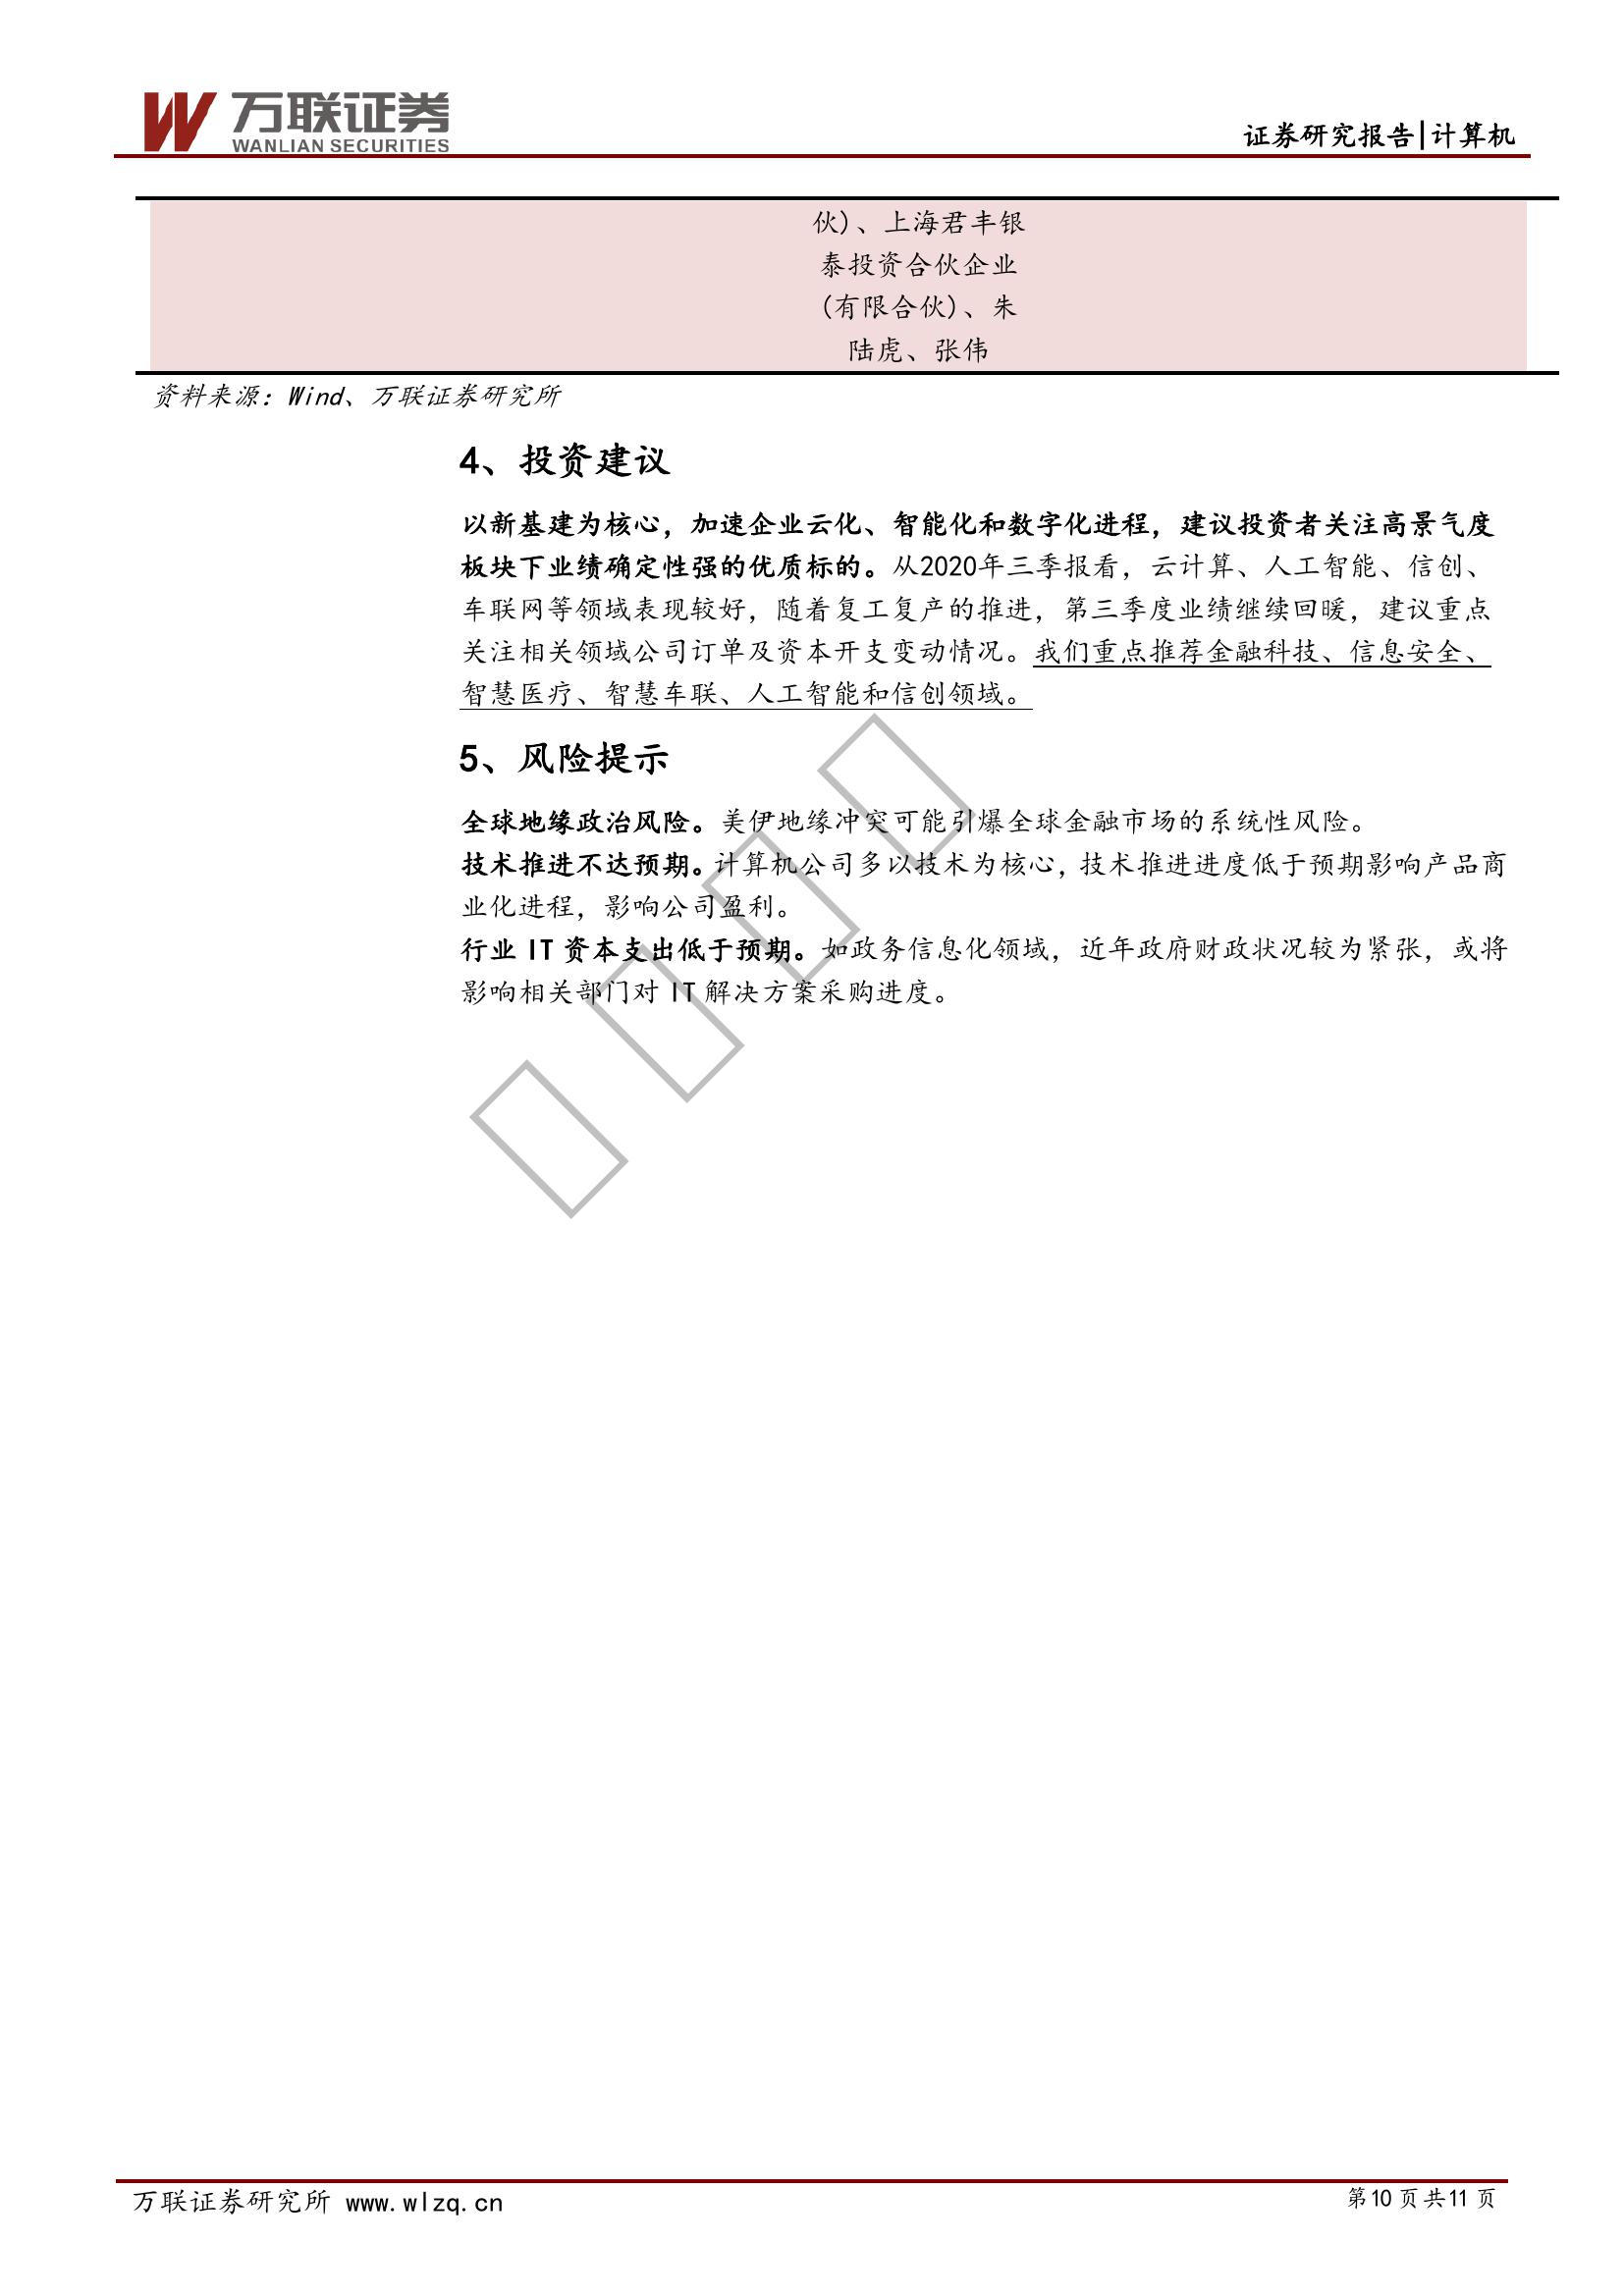 万联证券
WANLIAN SECURITIES
证券研究报告|计算机
伙)、上海君丰银
泰投资合伙企业
(有限合伙)、朱
陆虎、张伟
资料来源：Wind、万联证券研究所
4、投资建议
以新基建为核心，加速企业云化、智能化和数字化进程，建议投资者关注高景气度
板块下业绩确定性强的优质标的。从2020年三季报看，云计算、人工智能、信创、
车联网等领域表现较好，随着复工复产的推进，第三季度业绩继续回暖，建议重点
关注相关领域公司订单及资本开支变动情况。我们重点推荐金融科技、信息安全、
智慧医疗、智慧车联、人工智能和信创领域。
5、风险提示
全球地缘政治风险。美伊地缘冲突可能引爆全球金融市场的系统性风险。
技术推进不达预期。计算机公司多以技术为核心，技术推进进度低于预期影响产品商
业化进程，影响公司盈利。
行业 IT 资本支出低于预期。如政务信息化领域，近年政府财政状况较为紧张，或将
影响相关部门对 IT 解决方案采购进度。
万联证券研究所 www.wlzq.cn
第10页共11页